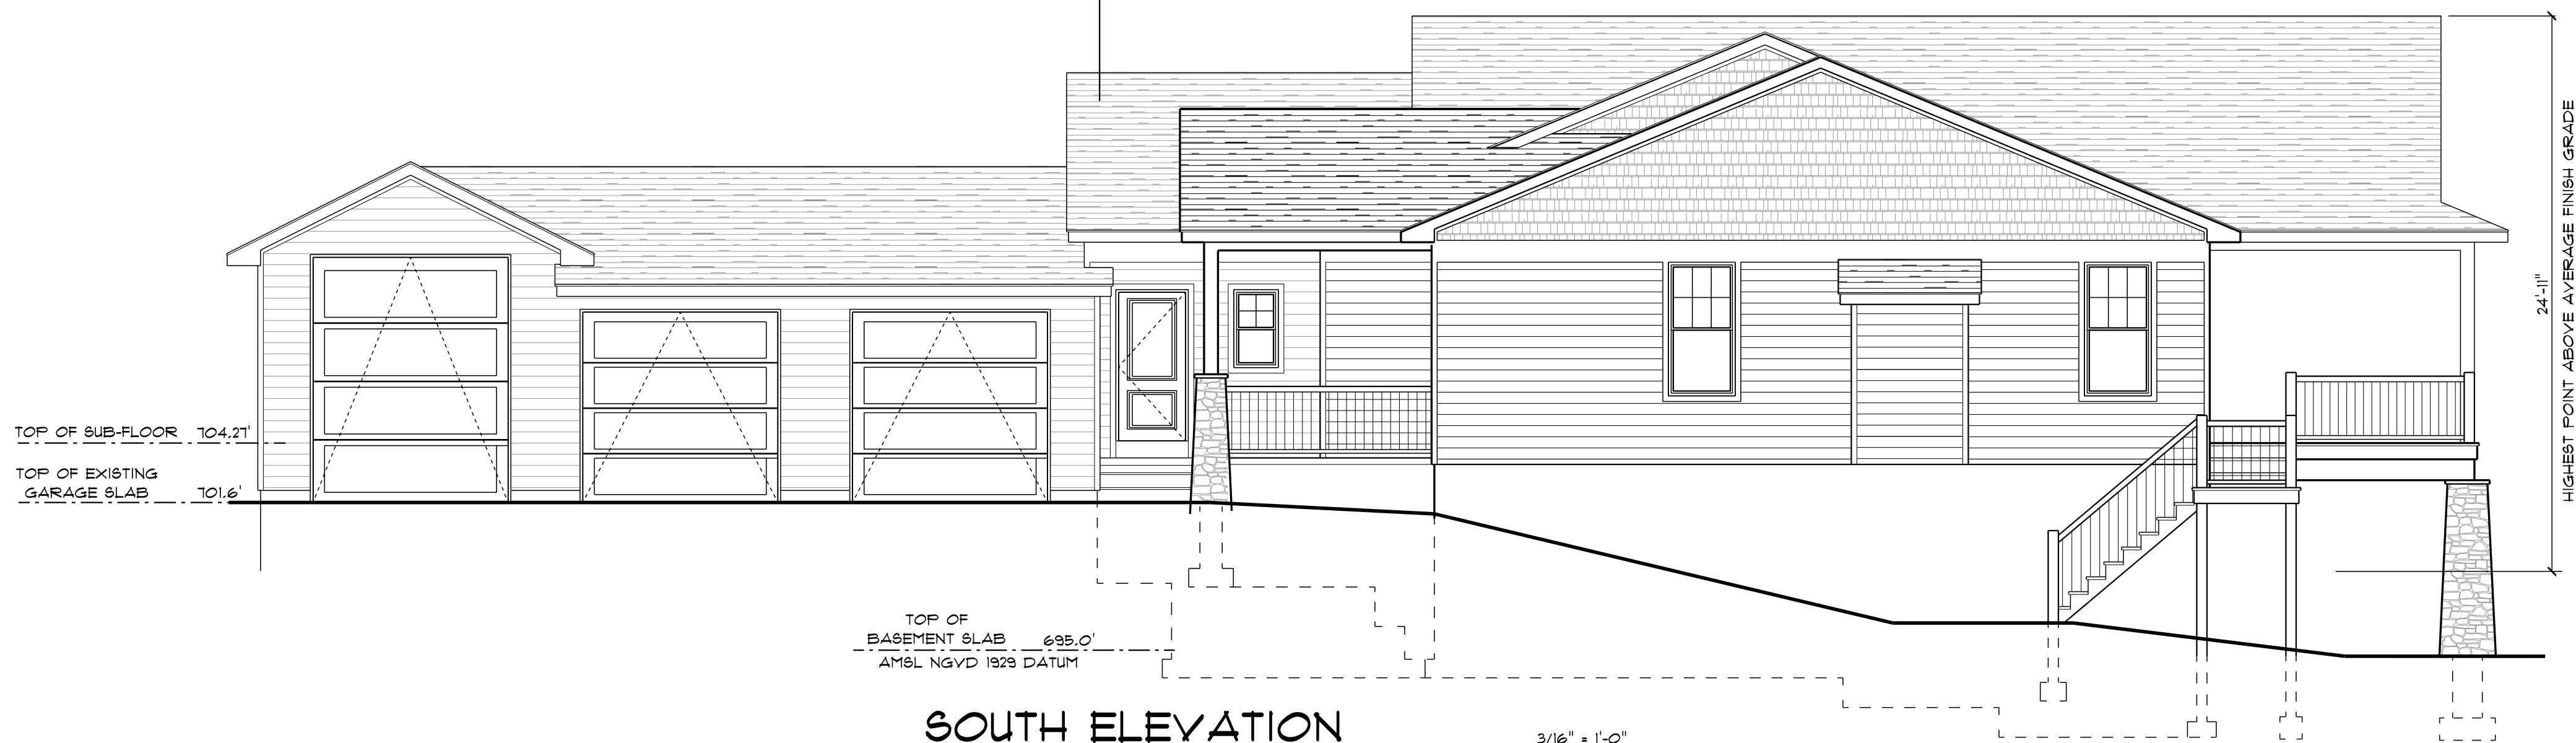 TOP OF SUB-FLOOR 704.27'
TOP OF EXISTING
GARAGE SLAB 701.6'
TOP OF
BASEMENT SLAB 695.0'
AMSL NGVD 1929 DATUM
SOUTH ELEVATION
3/16" = 1'-0"
24'-11"
HIGHEST POINT ABOVE AVERAGE FINISH GRADE